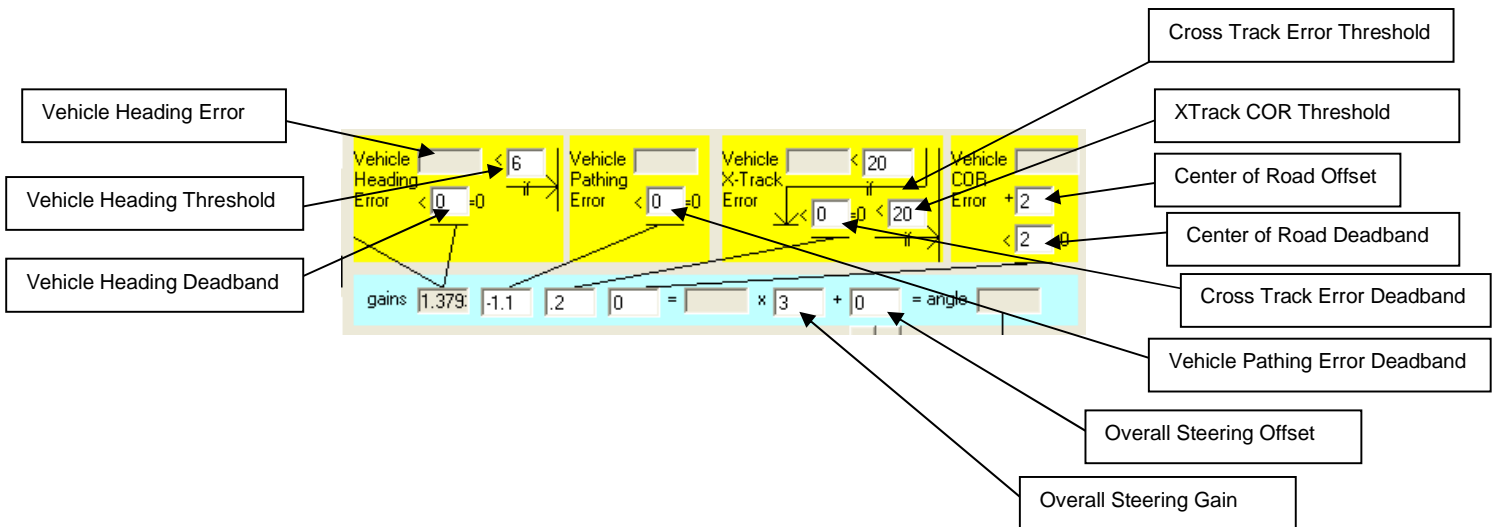 Cross Track Error Threshold
Vehicle Heading Error
XTrack COR Threshold
Vehicle Heading Threshold
Center of Road Offset
Center of Road Deadband
Vehicle Heading Deadband
Cross Track Error Deadband
Vehicle Pathing Error Deadband
Overall Steering Offset
Overall Steering Gain
Vehicle < 6
Heading if
Error < 0 =0
Vehicle
Pathing
Error < 0 =0
Vehicle < 20
X-Track if
Error < 0 =0 < 20
if
Vehicle
COR
Error + 2
< 2 =0
gains 1.379 -1.1 .2 0 = x 3 + 0 = angle